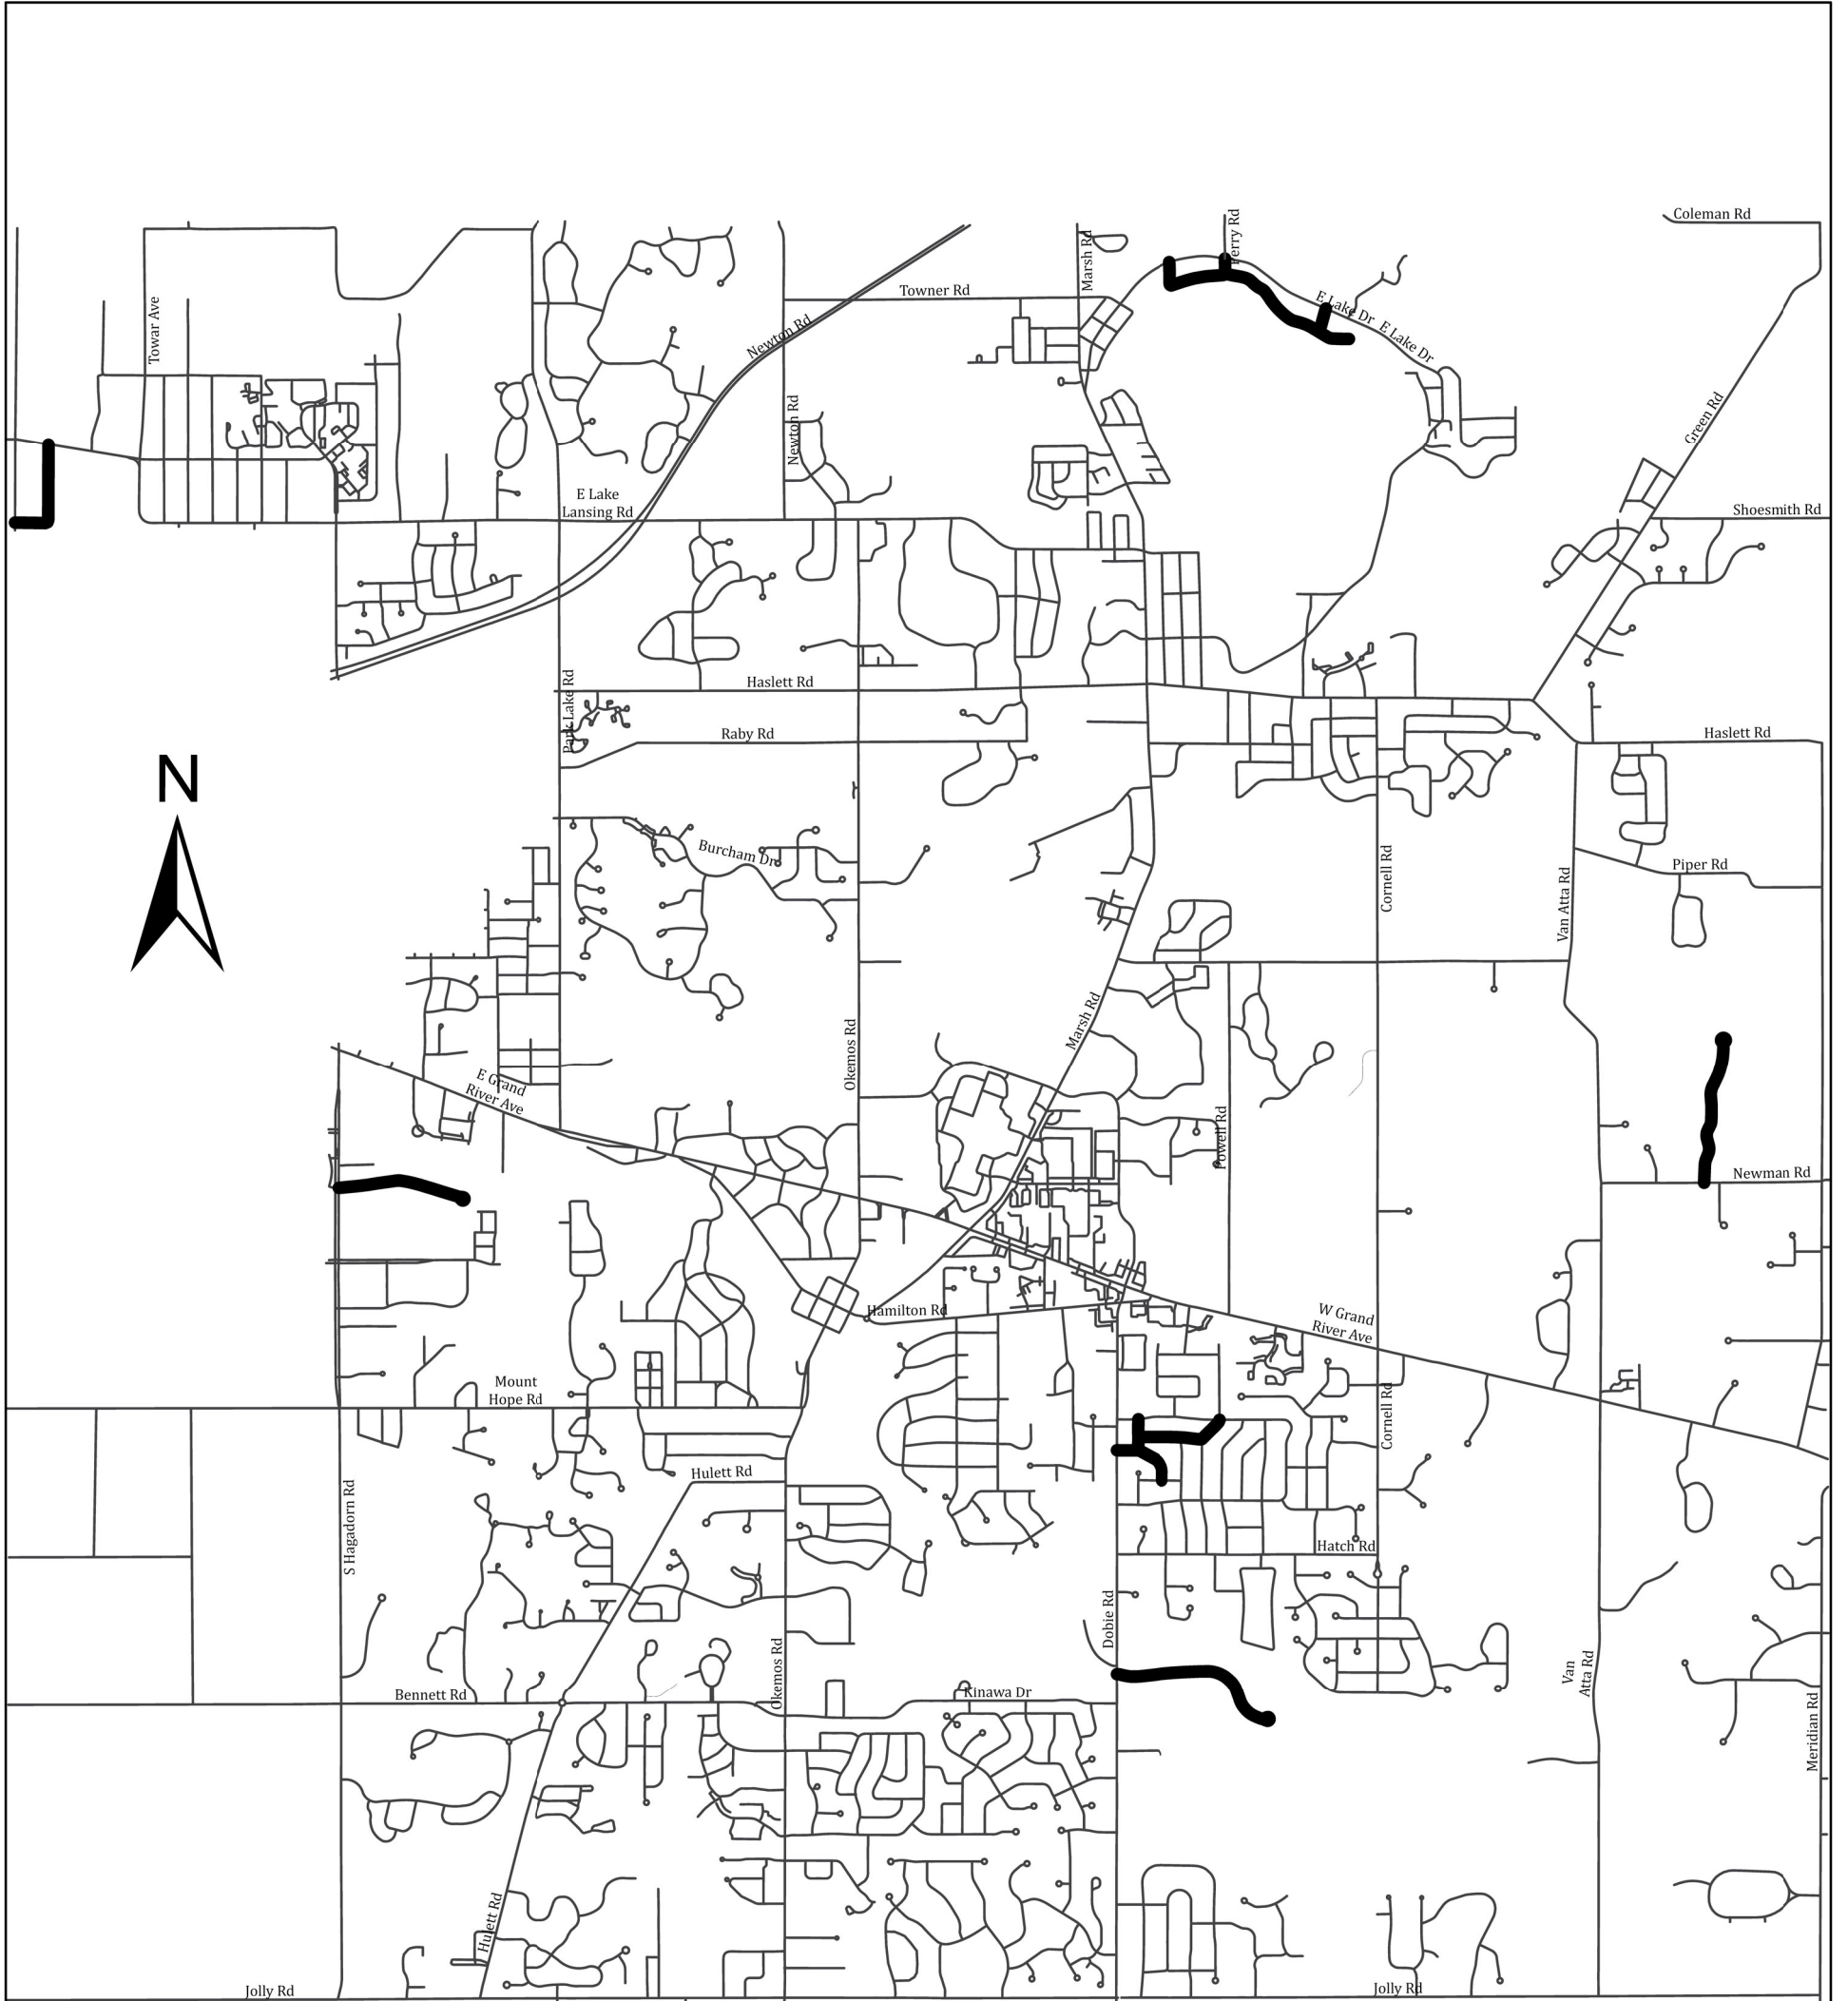 Coleman Rd
Perry Rd
Marsh Rd
Towner Rd
Towar Ave
E Lake Dr
E Lake Dr
Newton Rd
Newton Rd
Green Rd
E Lake
Lansing Rd
Shoesmith Rd
Haslett Rd
Park Lake Rd
Raby Rd
Haslett Rd
N
Burcham Dr
Cornell Rd
Piper Rd
Van Atta Rd
Marsh Rd
Okemos Rd
E Grand
River Ave
Powell Rd
Newman Rd
Hamilton Rd
W Grand
River Ave
Mount
Hope Rd
Cornell Rd
Hulett Rd
S Hagadorn Rd
Hatch Rd
Dobie Rd
Okemos Rd
Van
Atta Rd
Bennett Rd
Kinawa Dr
Meridian Rd
Hulett Rd
Jolly Rd
Jolly Rd